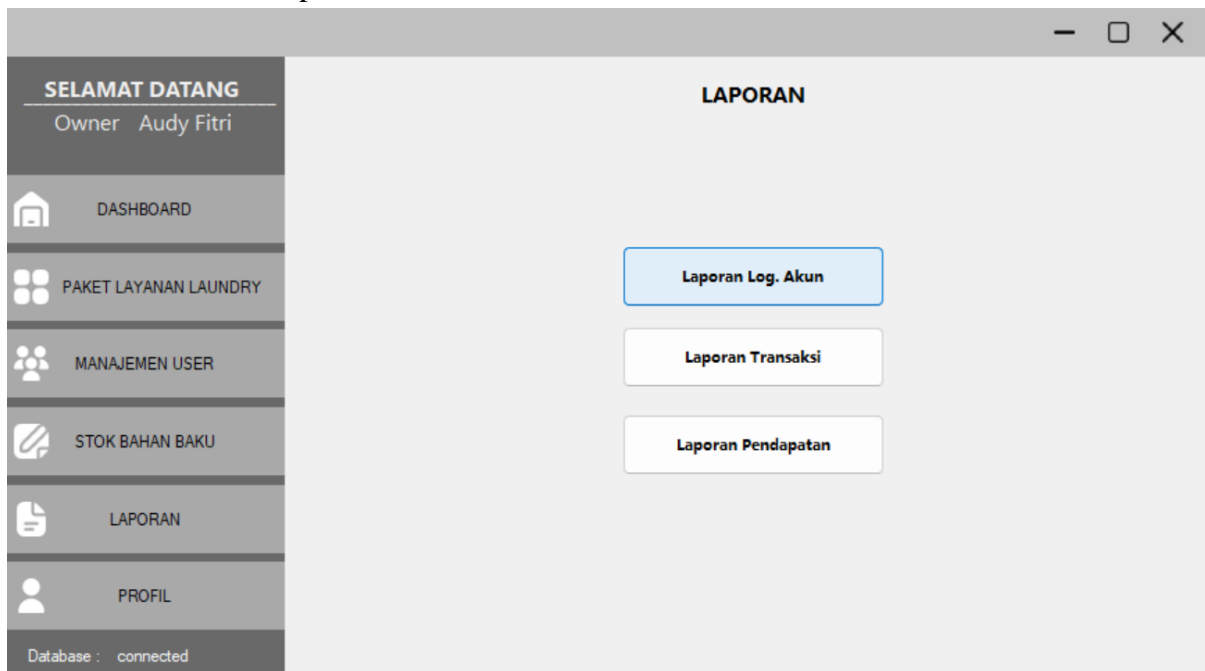 SELAMAT DATANG
Owner Audy Fitri
DASHBOARD
PAKET LAYANAN LAUNDRY
MANAJEMEN USER
STOK BAHAN BAKU
LAPORAN
PROFIL
Database : connected
LAPORAN
Laporan Log. Akun
Laporan Transaksi
Laporan Pendapatan